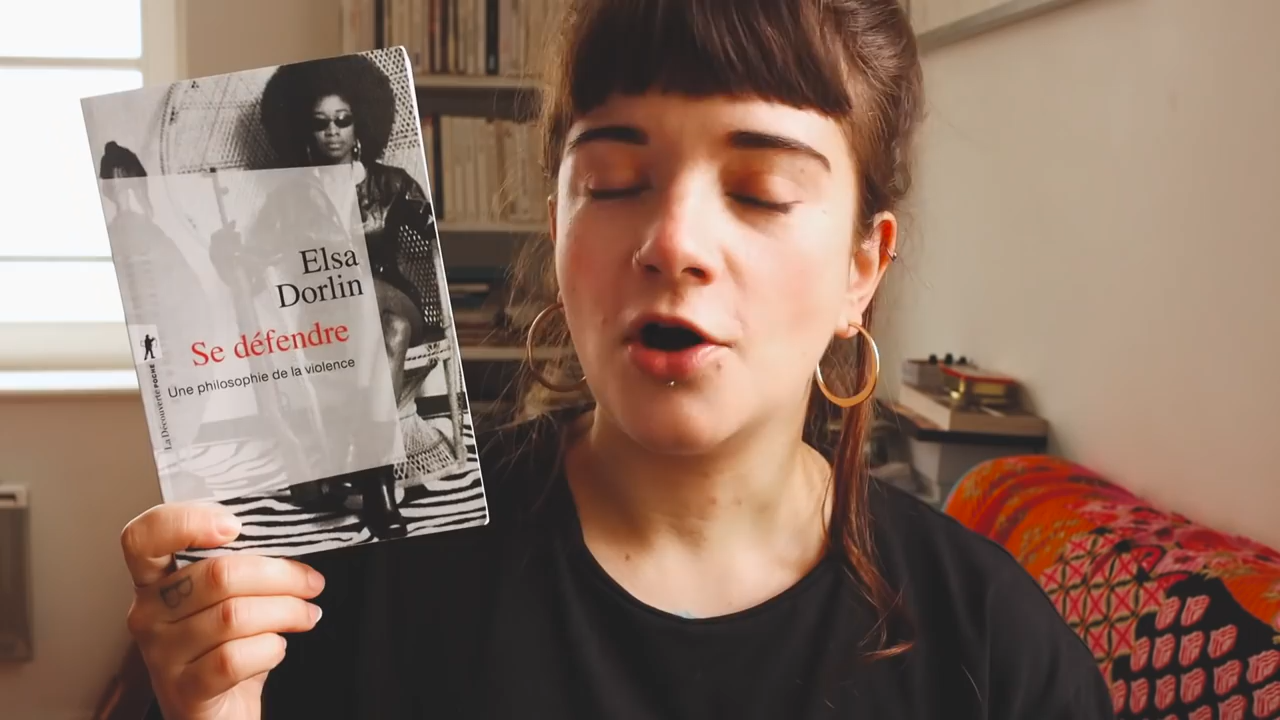 Elsa
Dorlin
Se défendre
Une philosophie de la violence
La Découverte POCHE